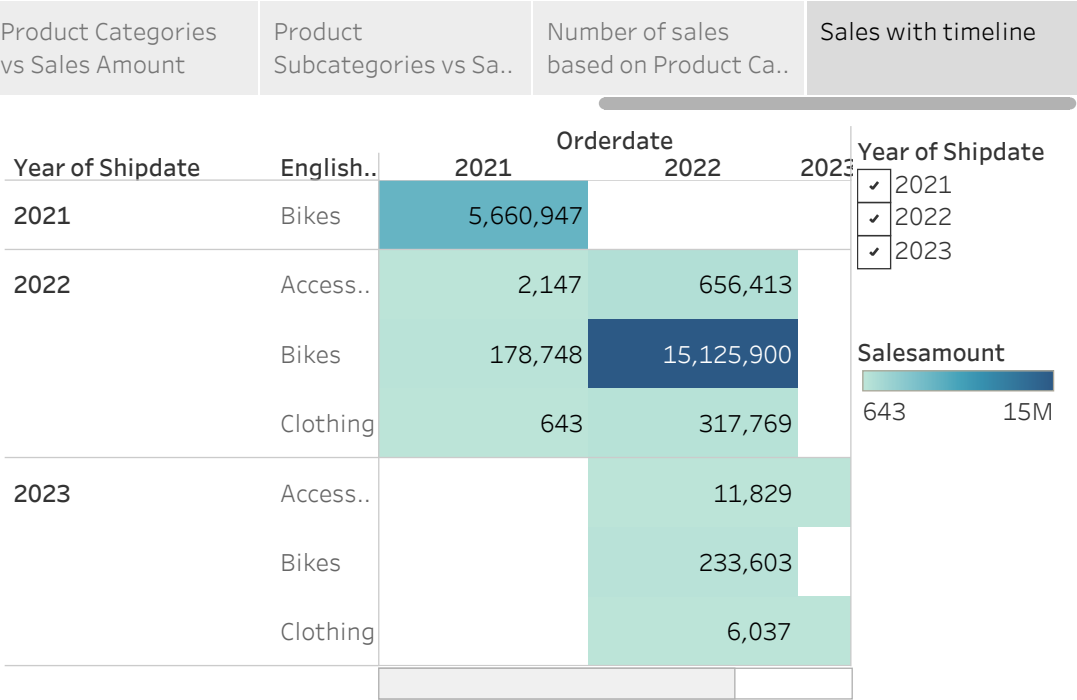 Product Categories
vs Sales Amount
Product
Subcategories vs Sa..
Number of sales
based on Product Ca..
Sales with timeline
Orderdate
Year of Shipdate English.. 2021 2022 2023
2021 Bikes 5,660,947
2022 Access.. 2,147 656,413
Bikes 178,748 15,125,900
Clothing 643 317,769
2023 Access.. 11,829
Bikes 233,603
Clothing 6,037
Year of Shipdate
2021
2022
2023
Salesamount
643 15M